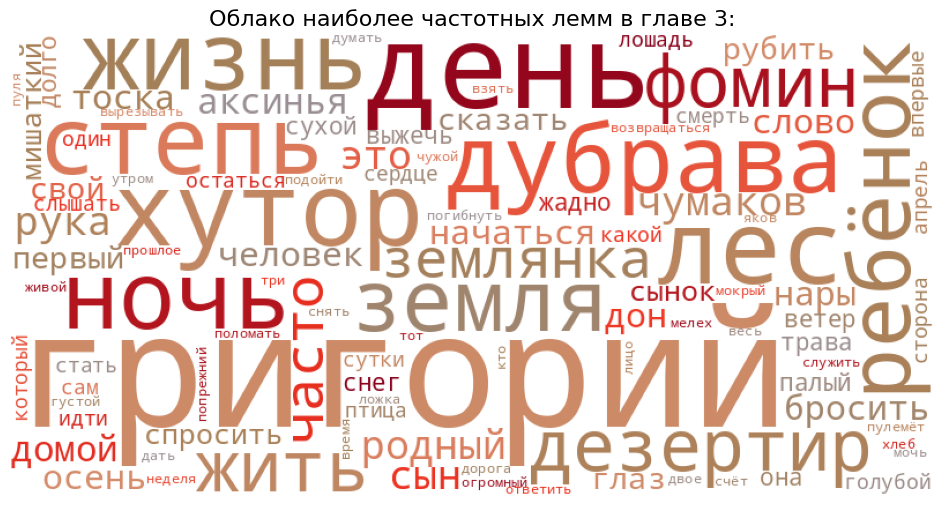 Облако наиболее частотных лемм в главе 3:
думать
лошадь
рубить
жизнь
день
фомин
пуля
мишаткий
долго
тоска
вырезывать
аксинья
взять
сказать
смерть
слово
ребёнок
впервые
один
степь
сухой
выжечь
возвращаться
это
чужой
дубрава
свой
утром
остаться
подойти
сердце
слышать
хутор
жадно
чумаков
яков
апрель
рука
погибнуть
начаться
какой
лес
первый
прошлое
человек
землянка
живой
ночь
три
часто
снять
земля
сынок
мокрый
нары
дон
мелех
весь
ветер
сторона
поломать
тот
трава
служить
который
григорий
стать
попрежний
сутки
кто
лицо
сам
снег
палый
густой
ложка
птица
бросить
идти
время
пулемёт
домой
спросить
родный
дезертир
хлеб
мочь
дать
жить
дорога
осень
неделя
сын
огромный
ответить
глаз
двое
счёт
она
голубой